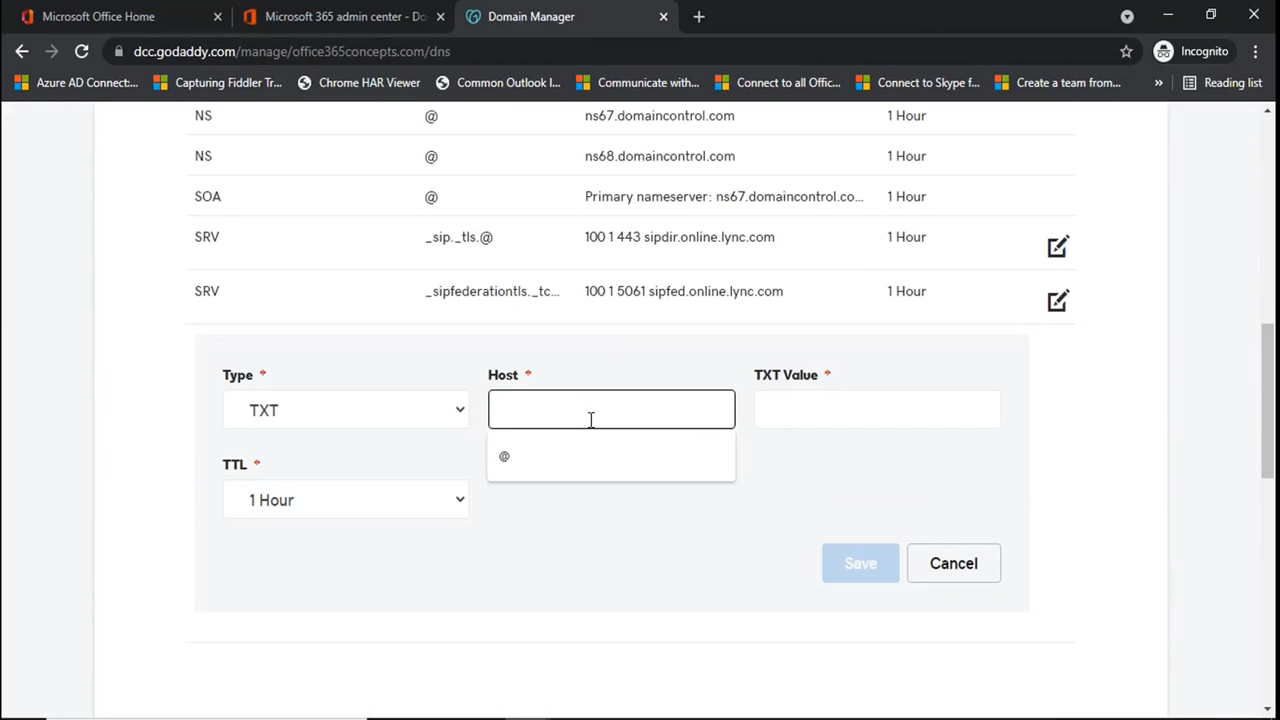 Microsoft Office Home
Microsoft 365 admin center - Do
Domain Manager
dcc.godaddy.com/manage/office365concepts.com/dns
Incognito
Azure AD Connect...
Capturing Fiddler Tr...
Chrome HAR Viewer
Common Outlook I...
Communicate with...
Connect to all Offic...
Connect to Skype f...
Create a team from...
»
Reading list
NS @ ns67.domaincontrol.com 1 Hour
NS @ ns68.domaincontrol.com 1 Hour
SOA @ Primary nameserver: ns67.domaincontrol.co... 1 Hour
SRV _sip._tls.@ 100 1 443 sipdir.online.lync.com 1 Hour
SRV _sipfederationtls._tc... 100 1 5061 sipfed.online.lync.com 1 Hour
Type * Host * TXT Value *
TXT
@
TTL *
1 Hour
Save Cancel